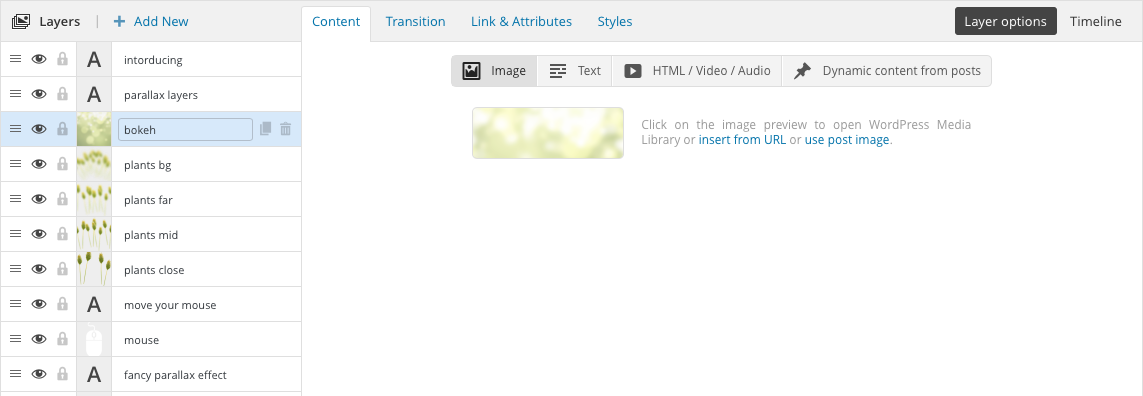 Layers + Add New
Content Transition Link & Attributes Styles
Layer options Timeline
A intorducing
A parallax layers
bokeh
plants bg
plants far
plants mid
plants close
A move your mouse
mouse
A fancy parallax effect
Image Text HTML / Video / Audio Dynamic content from posts
Click on the image preview to open WordPress Media
Library or insert from URL or use post image.